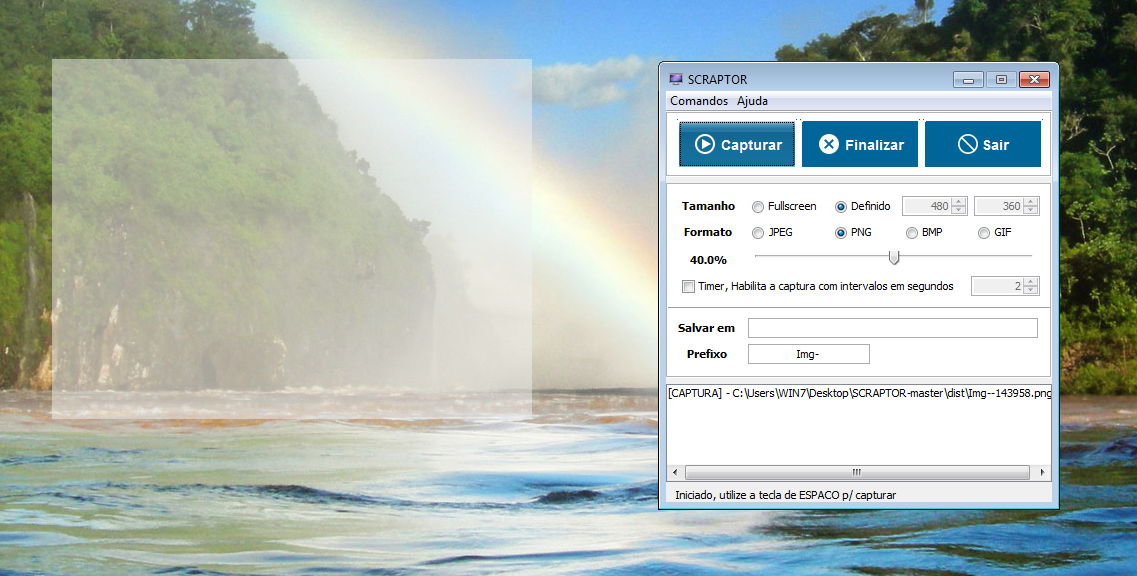 SCRAPTOR
Comandos Ajuda
Capturar Finalizar Sair
Tamanho Fullscreen Definido 480 360
Formato JPEG PNG BMP GIF
40.0%
Timer, Habilita a captura com intervalos em segundos 2
Salvar em
Prefixo Img-
[CAPTURA] - C:\Users\WIN7\Desktop\SCRAPTOR-master\dist\Img--143958.png
Iniciado, utilize a tecla de ESPACO p/ capturar